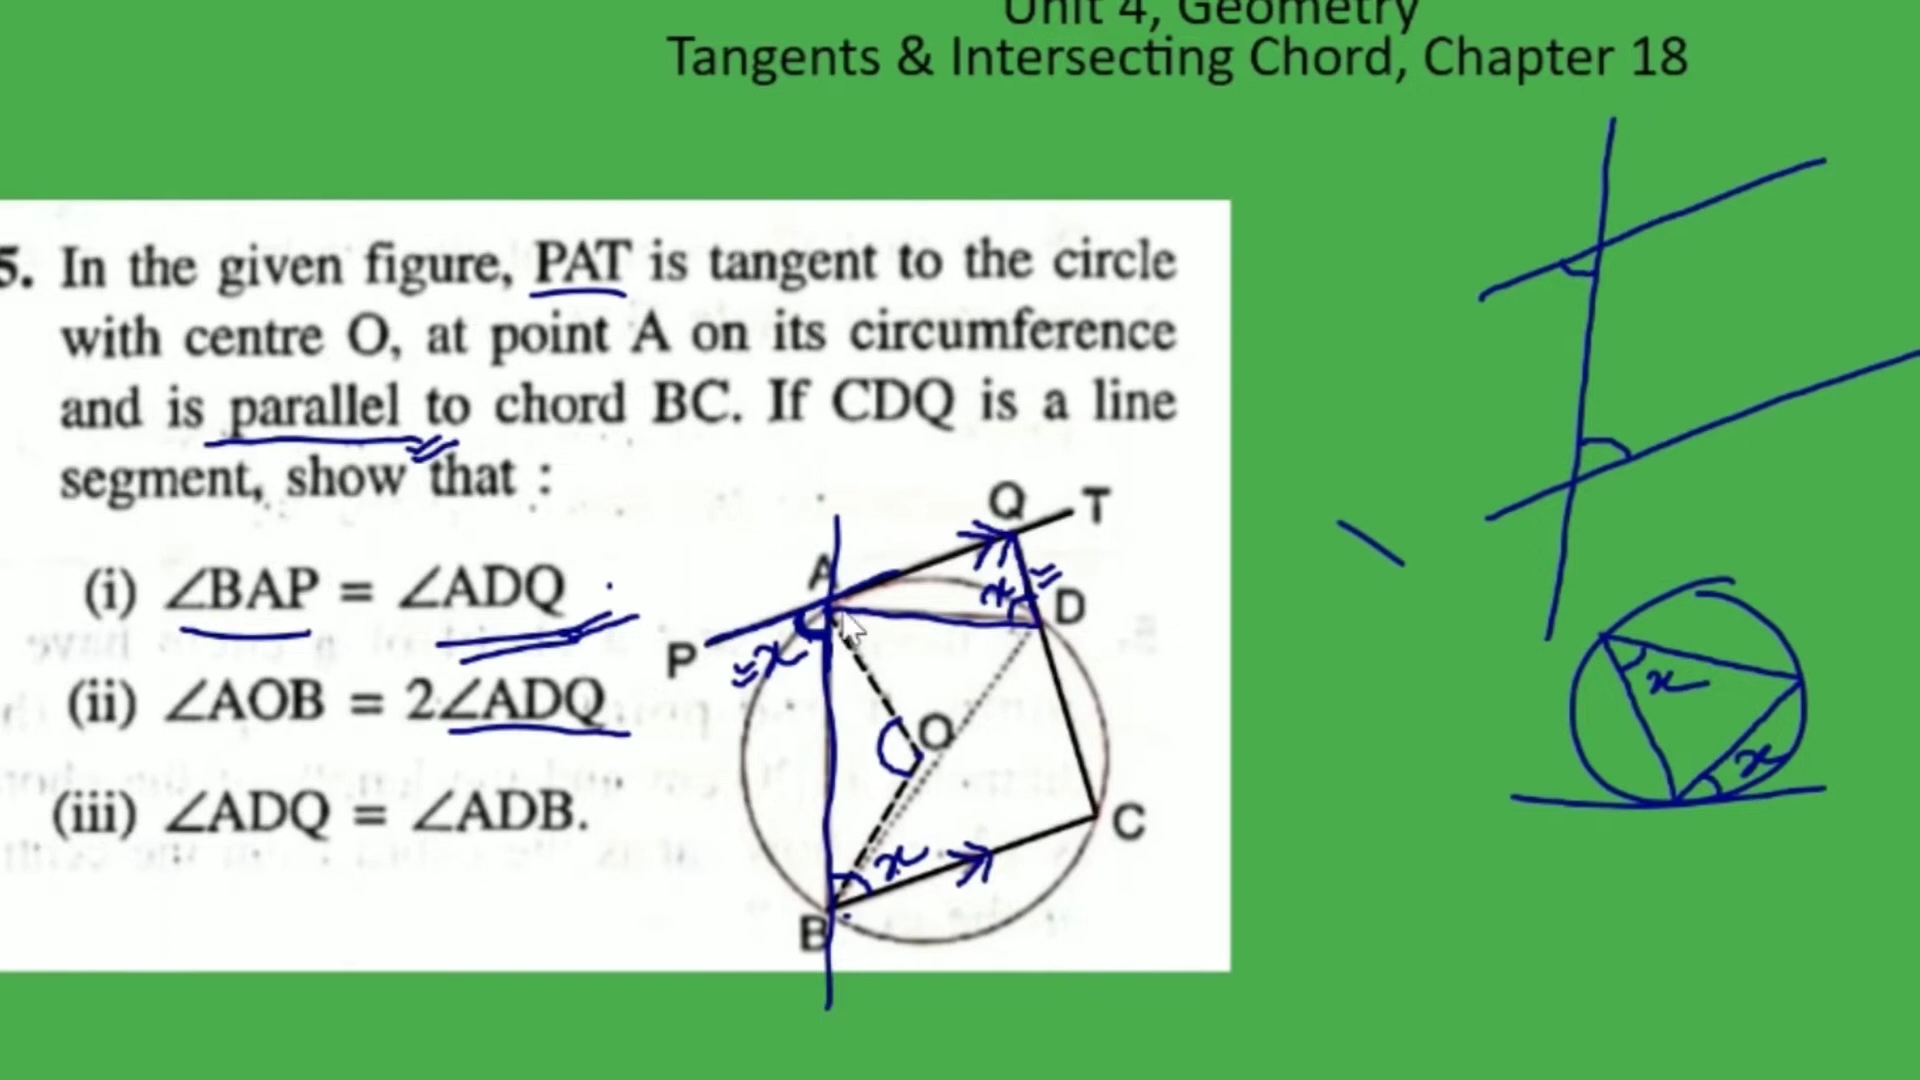 Unit 4, Geometry
Tangents & Intersecting Chord, Chapter 18
5. In the given figure, PAT is tangent to the circle
with centre O, at point A on its circumference
and is parallel to chord BC. If CDQ is a line
segment, show that :
(i) ∠BAP = ∠ADQ
(ii) ∠AOB = 2∠ADQ
(iii) ∠ADQ = ∠ADB.
Q T
A
x D
P x
O
x C
B
x
x